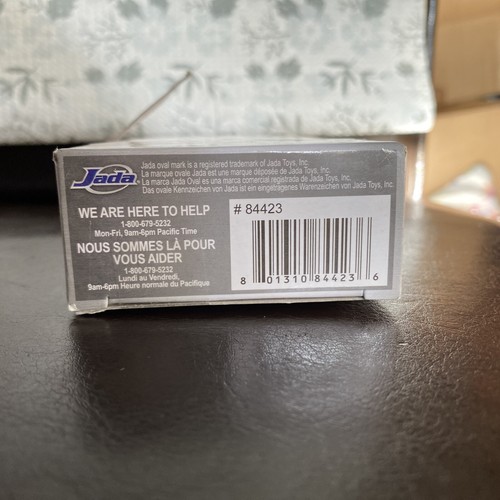 Jada
Jada oval mark is a registered trademark of Jada Toys, Inc.
La marque ovale Jada est une marque déposée de Jada Toys, Inc.
La marca Jada Oval es una marca comercial registrada de Jada Toys, Inc.
Das ovale Kennzeichen von Jada ist ein eingetragenes Warenzeichen von Jada Toys, Inc.
WE ARE HERE TO HELP
1-800-679-5232
Mon-Fri, 9am-6pm Pacific Time
NOUS SOMMES LÀ POUR
VOUS AIDER
1-800-679-5232
Lundi au Vendredi,
9am-6pm Heure normale du Pacifique
# 84423
8 01310 84423 6